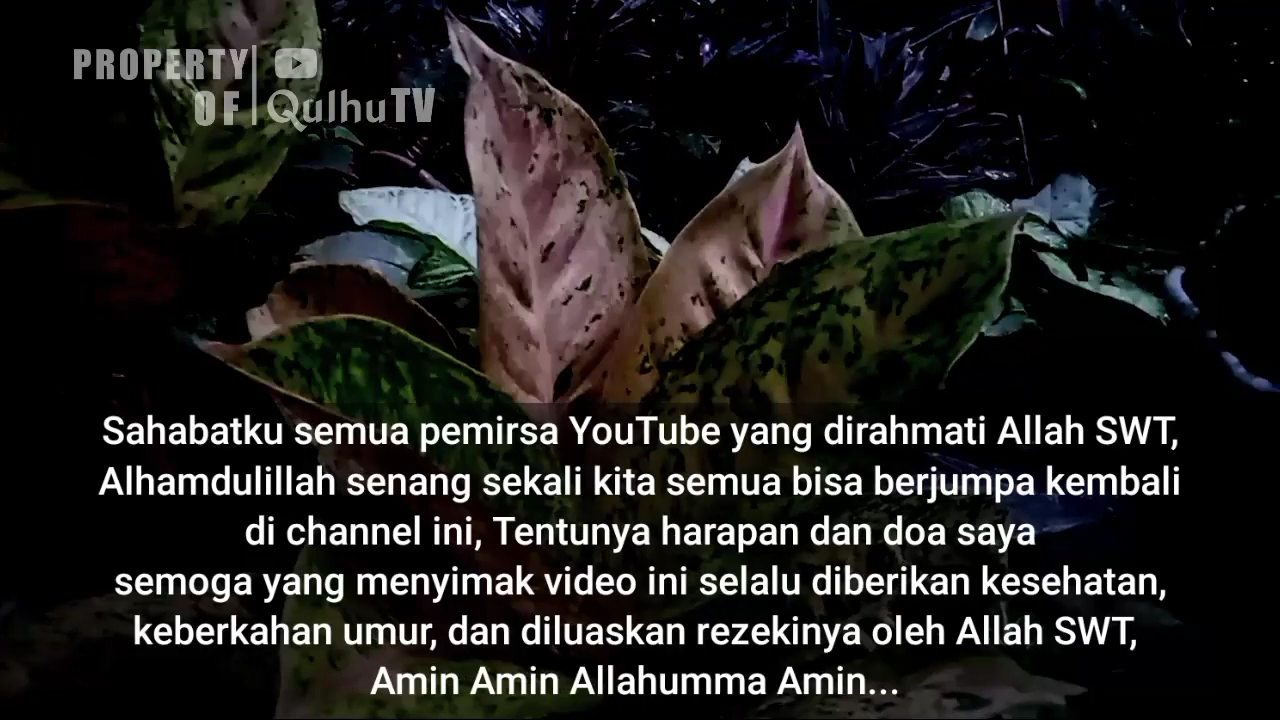 PROPERTY
OF QulhuTV
Sahabatku semua pemirsa YouTube yang dirahmati Allah SWT,
Alhamdulillah senang sekali kita semua bisa berjumpa kembali
di channel ini, Tentunya harapan dan doa saya
semoga yang menyimak video ini selalu diberikan kesehatan,
keberkahan umur, dan diluaskan rezekinya oleh Allah SWT,
Amin Amin Allahumma Amin...